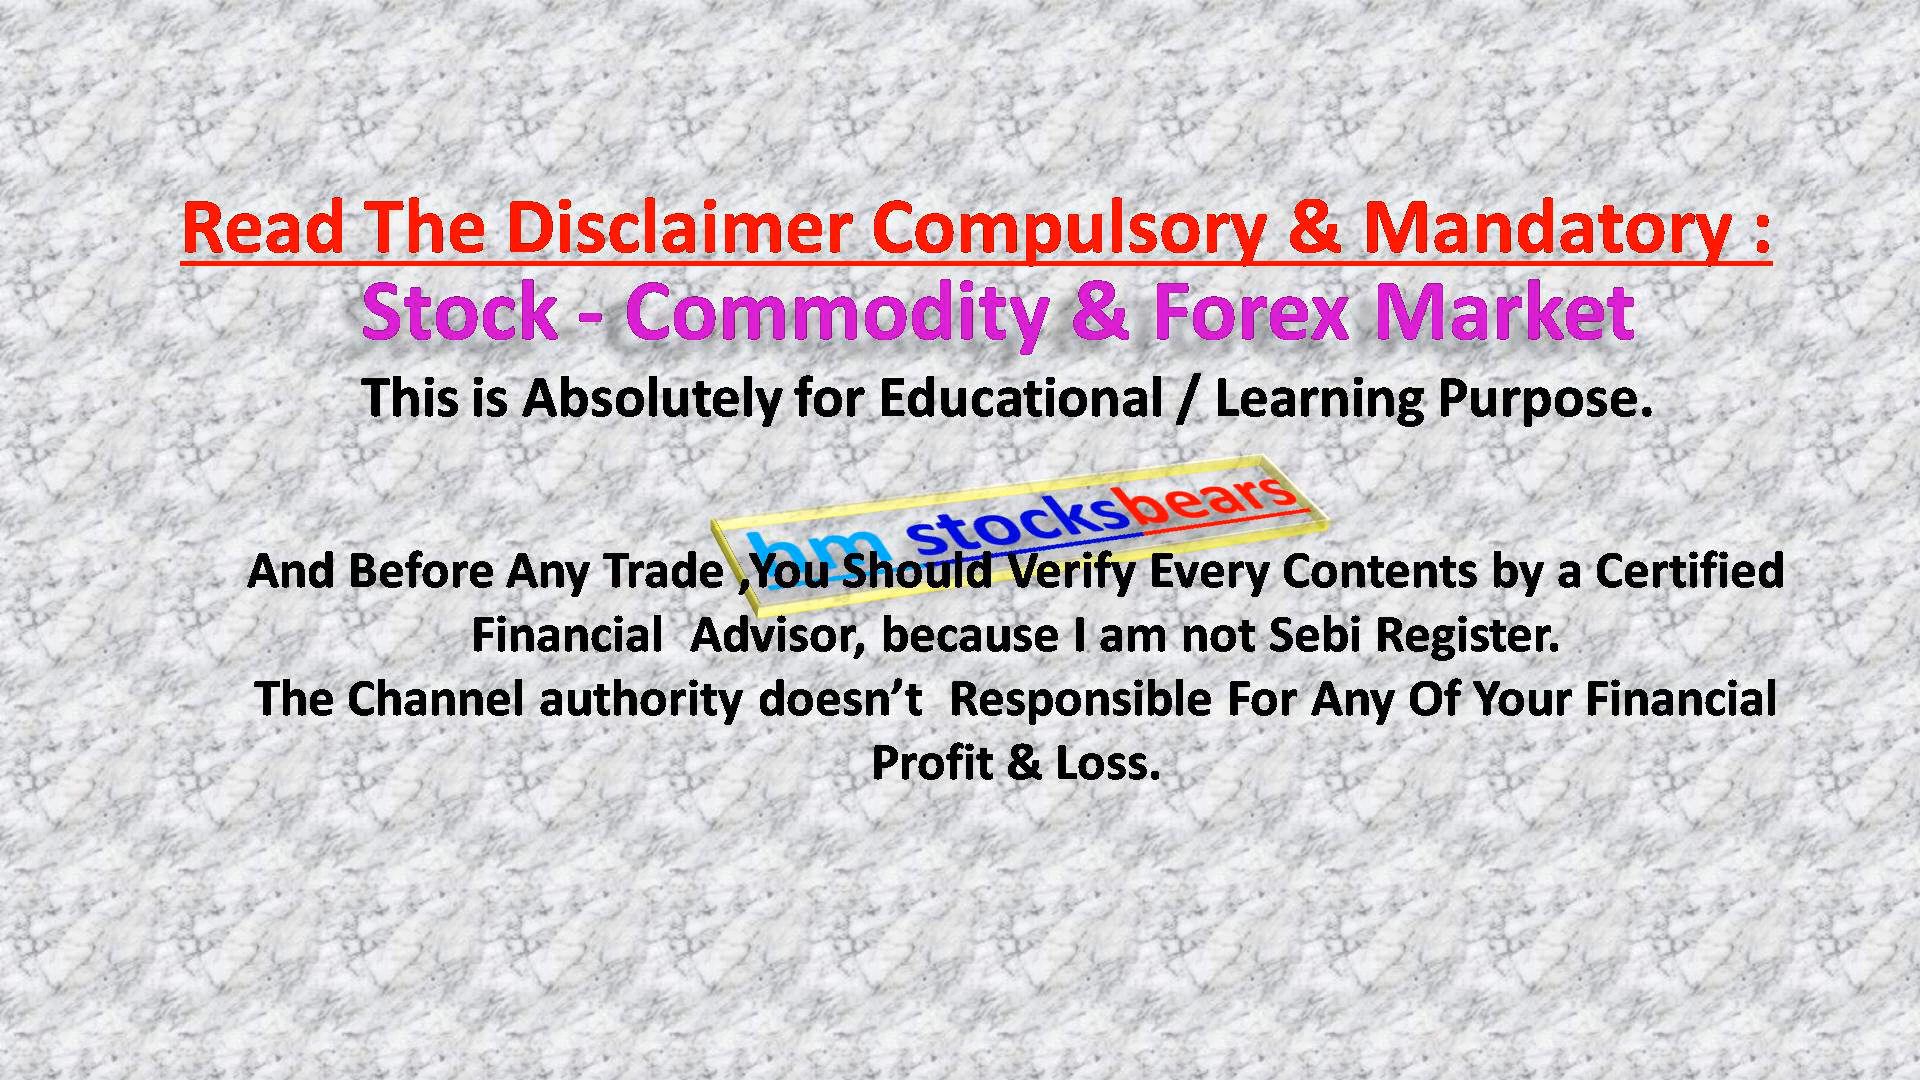 Read The Disclaimer Compulsory & Mandatory :
Stock - Commodity & Forex Market
This is Absolutely for Educational / Learning Purpose.
bm stocksbears
And Before Any Trade ,You Should Verify Every Contents by a Certified
Financial  Advisor, because I am not Sebi Register.
The Channel authority doesn’t  Responsible For Any Of Your Financial
Profit & Loss.